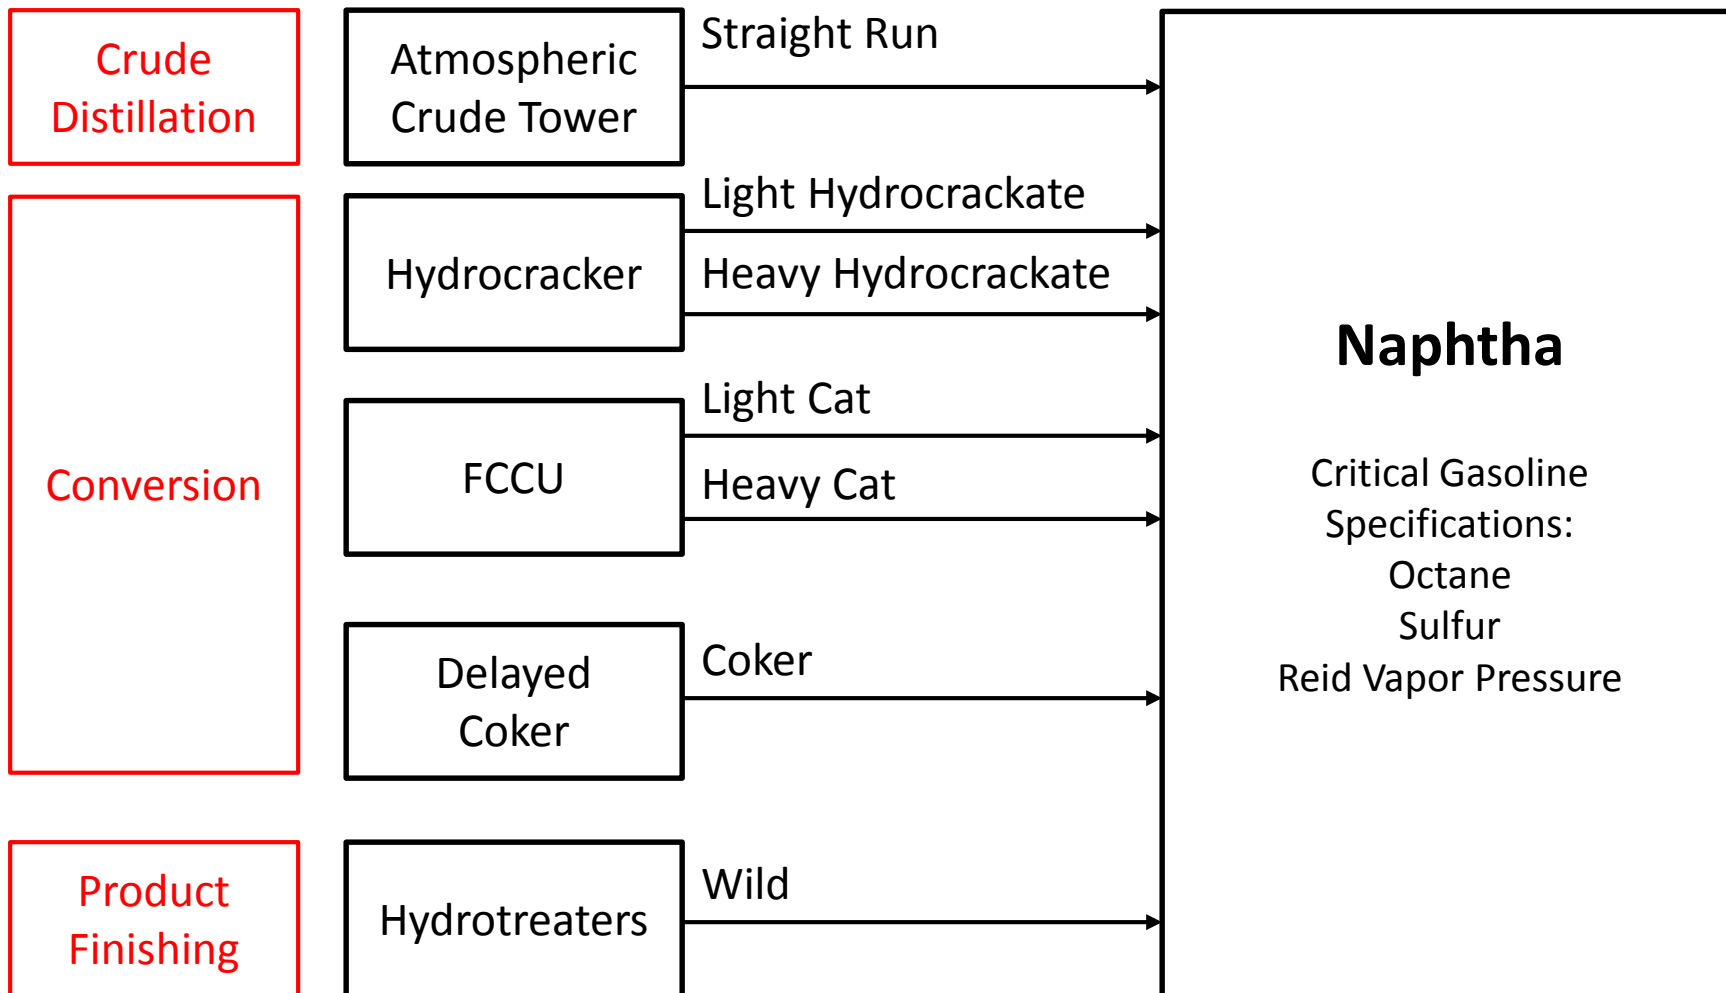 Crude
Distillation
Atmospheric
Crude Tower
Straight Run
Conversion
Hydrocracker
Light Hydrocrackate
Heavy Hydrocrackate
FCCU
Light Cat
Heavy Cat
Delayed
Coker
Coker
Product
Finishing
Hydrotreaters
Wild
Naphtha
Critical Gasoline
Specifications:
Octane
Sulfur
Reid Vapor Pressure